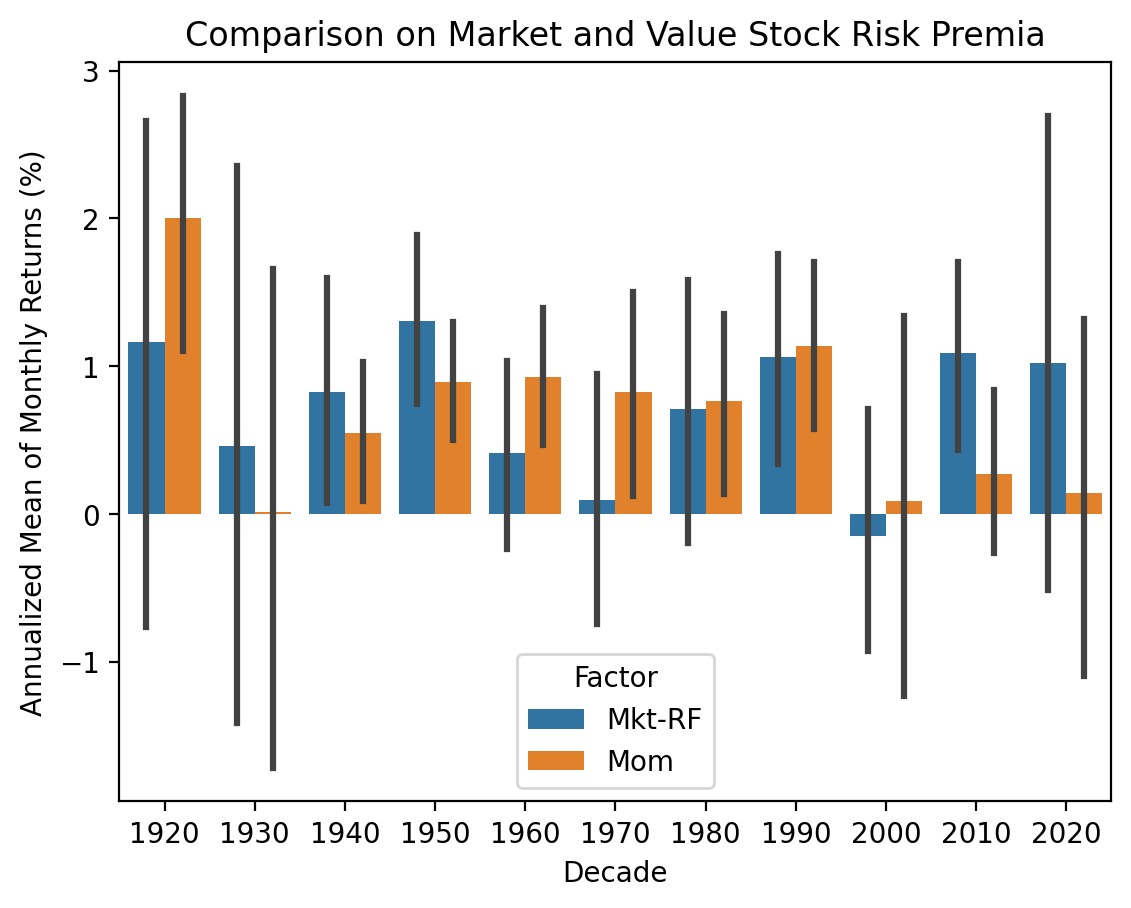 Comparison on Market and Value Stock Risk Premia
Annualized Mean of Monthly Returns (%)
3
2
1
0
−1
Factor
Mkt-RF
Mom
1920 1930 1940 1950 1960 1970 1980 1990 2000 2010 2020
Decade